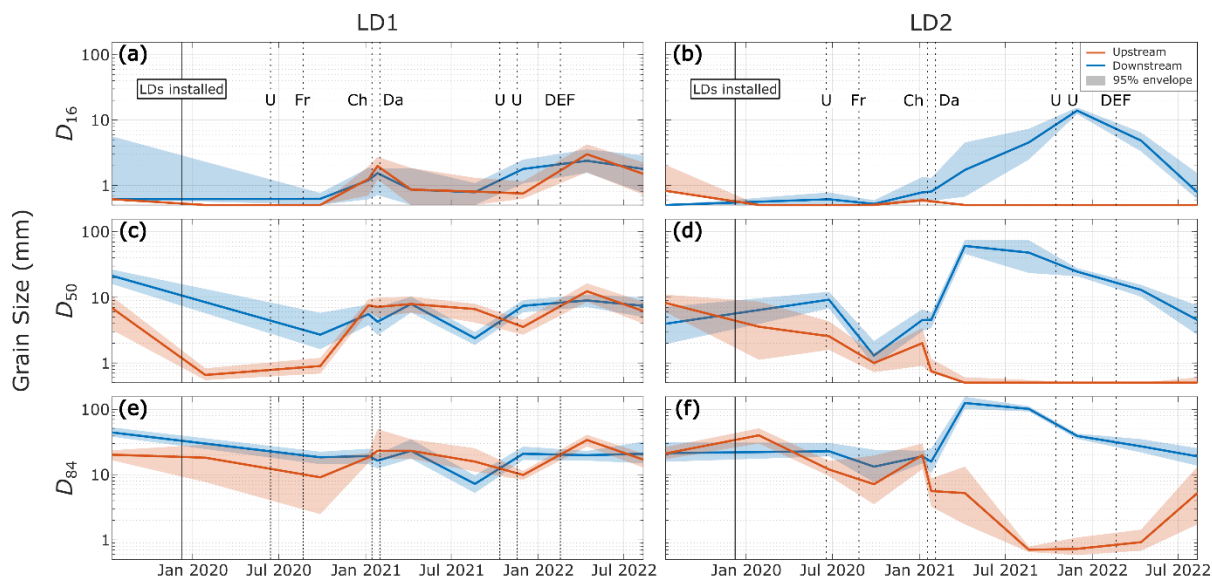 LD1
LD2
(a)
100
10
1
D16
LDs installed
U
Fr
Ch
Da
U
U
DEF
(b)
LDs installed
U
Fr
Ch
Da
U
U
DEF
Upstream
Downstream
95% envelope
Grain Size (mm)
(c)
100
10
1
D50
(d)
(e)
100
10
1
D84
(f)
Jan 2020
Jul 2020
Jan 2021
Jul 2021
Jan 2022
Jul 2022
Jan 2020
Jul 2020
Jan 2021
Jul 2021
Jan 2022
Jul 2022